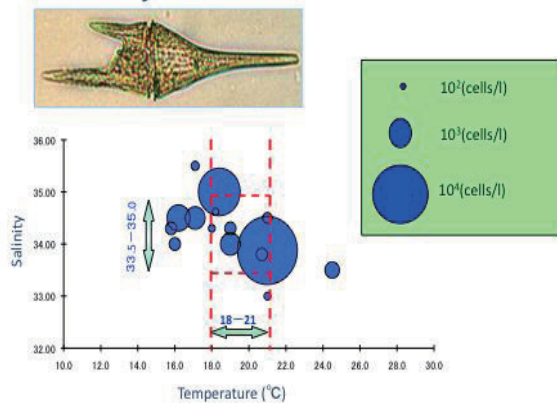 10²(cells/l)
10³(cells/l)
10⁴(cells/l)
36.00
35.00
34.00
33.00
32.00
Salinity
33.5－35.0
18－21
10.0 12.0 14.0 16.0 18.0 20.0 22.0 24.0 26.0 28.0 30.0
Temperature (℃)